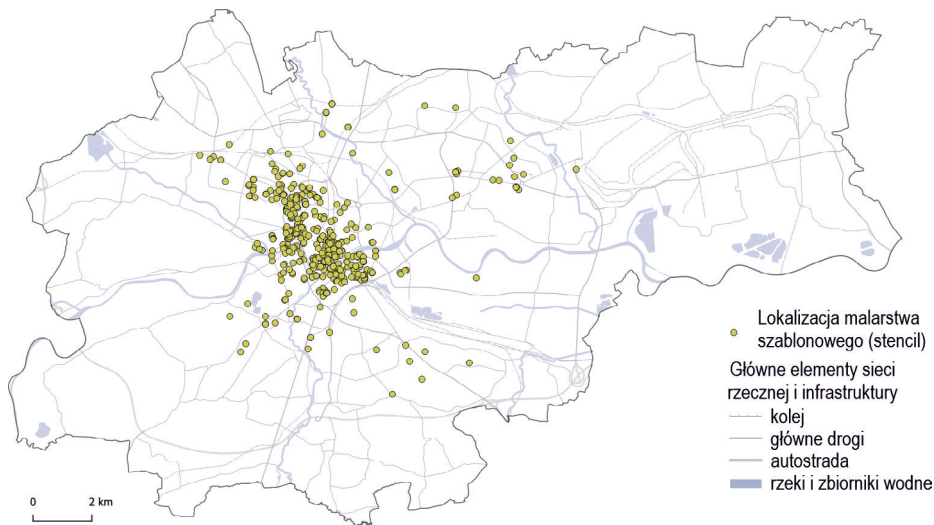 Lokalizacja malarstwa
szablonowego (stencil)
Główne elementy sieci
rzecznej i infrastruktury
kolej
główne drogi
autostrada
rzeki i zbiorniki wodne
0 2 km